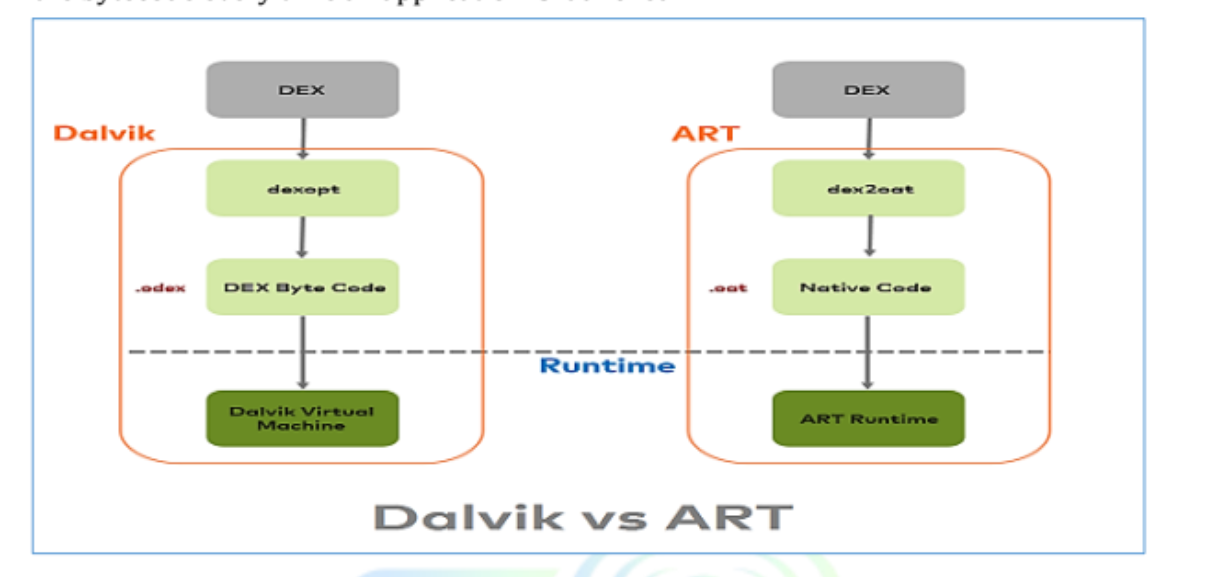 DEX
DEX
Dalvik
ART
dexopt
dex2oat
.odex
DEX Byte Code
.oat
Native Code
Runtime
Dalvik Virtual
Machine
ART Runtime
Dalvik vs ART